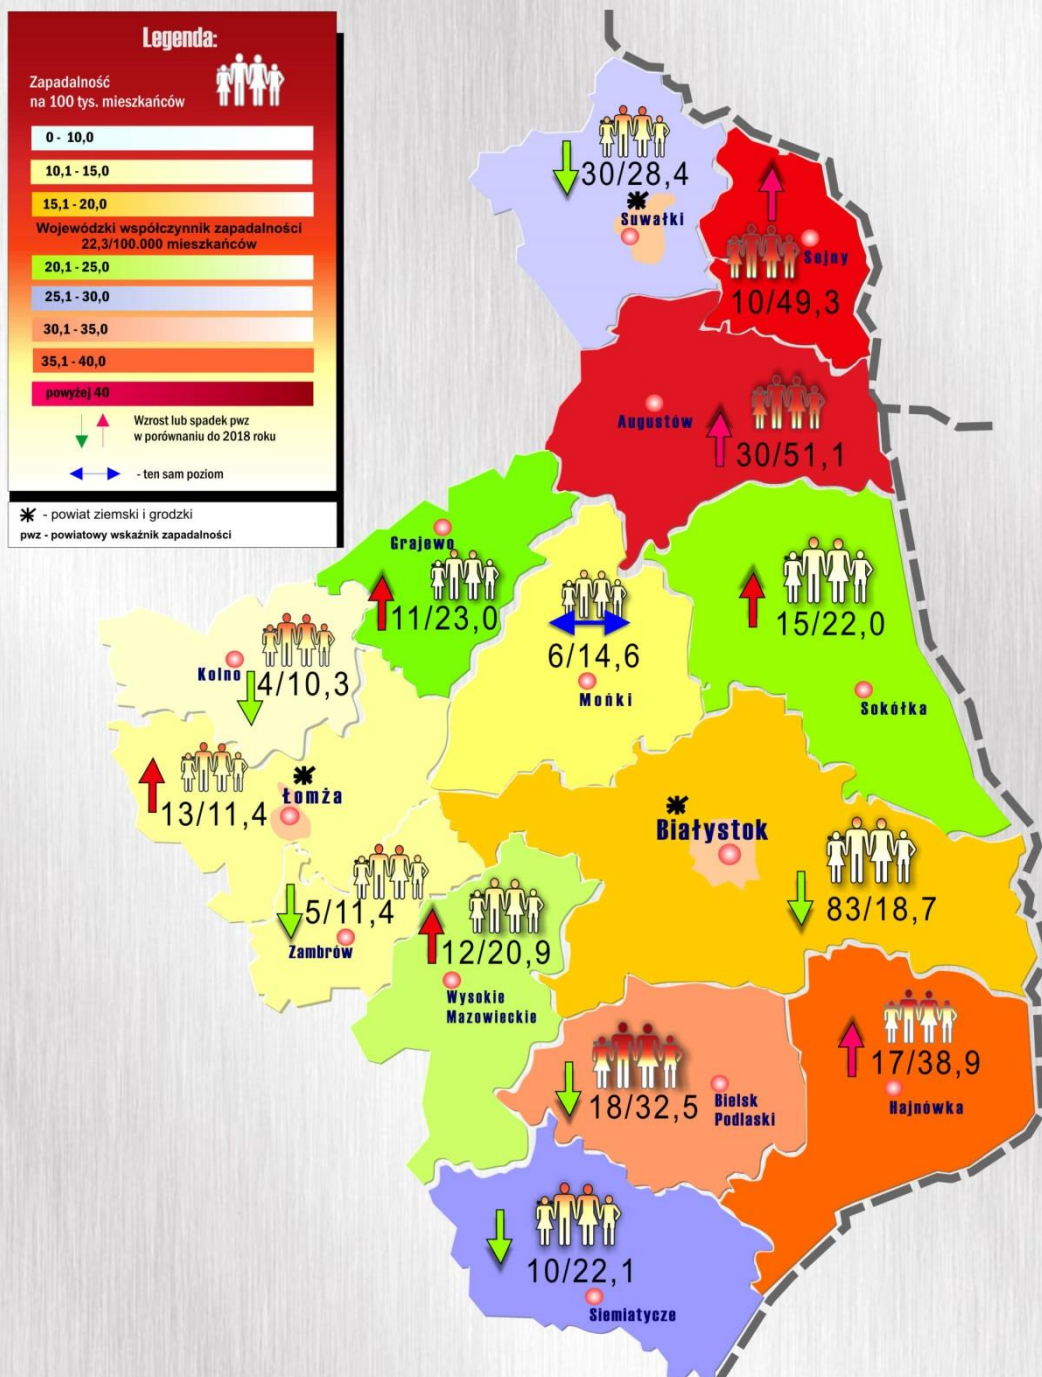 Legenda:
Zapadalność
na 100 tys. mieszkańców
0 - 10,0
10,1 - 15,0
15,1 - 20,0
Wojewódzki współczynnik zapadalności
22,3/100.000 mieszkańców
20,1 - 25,0
25,1 - 30,0
30,1 - 35,0
35,1 - 40,0
powyżej 40
Wzrost lub spadek pwz
w porównaniu do 2018 roku
- ten sam poziom
- powiat ziemski i grodzki
pwz - powiatowy wskaźnik zapadalności
30/28,4
Suwałki
Sejny
10/49,3
Augustów
30/51,1
Grajewo
11/23,0
15/22,0
Sokółka
6/14,6
Mońki
Kolno
4/10,3
13/11,4
Łomża
Białystok
83/18,7
5/11,4
Zambrów
12/20,9
Wysokie
Mazowieckie
17/38,9
Hajnówka
18/32,5
Bielsk
Podlaski
10/22,1
Siemiatycze